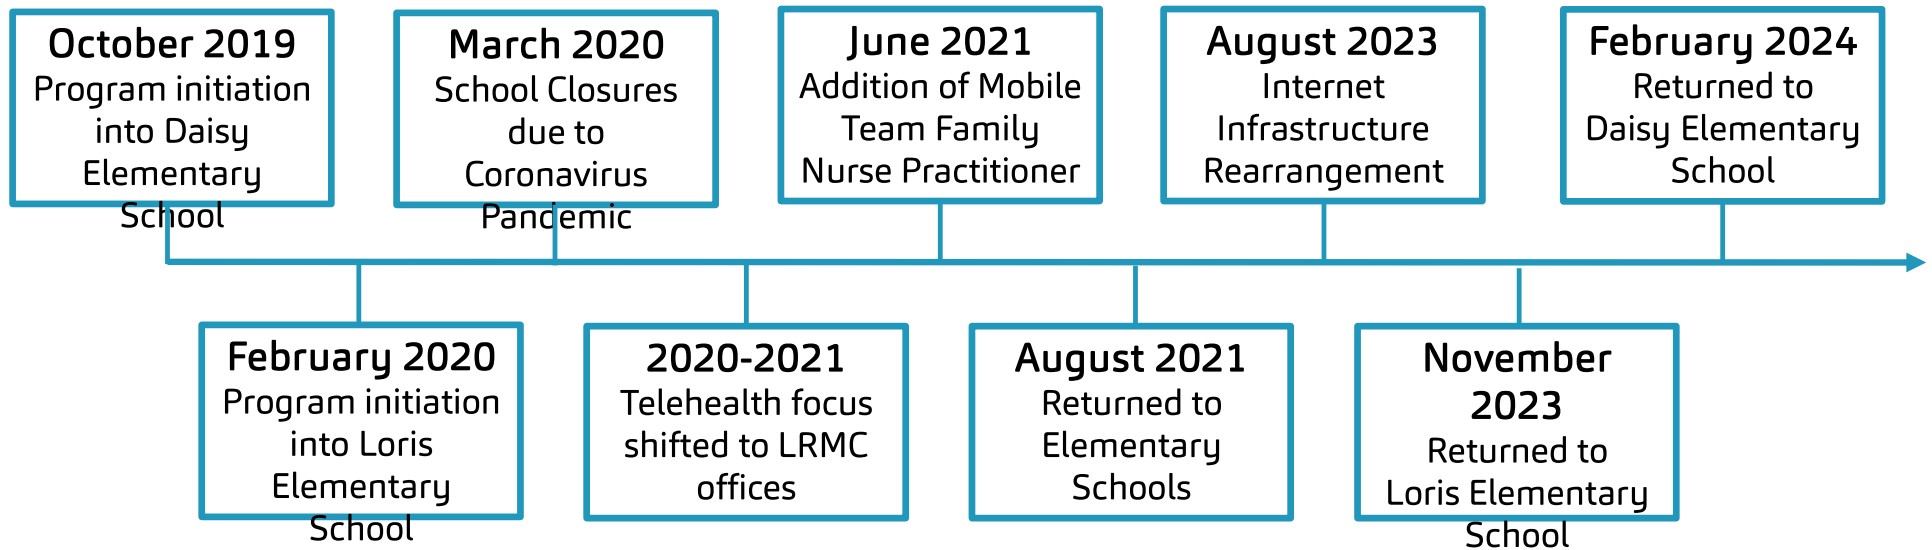 October 2019
Program initiation
into Daisy
Elementary
School
February 2020
Program initiation
into Loris
Elementary
School
March 2020
School Closures
due to
Coronavirus
Pandemic
2020-2021
Telehealth focus
shifted to LRMC
offices
June 2021
Addition of Mobile
Team Family
Nurse Practitioner
August 2021
Returned to
Elementary
Schools
August 2023
Internet
Infrastructure
Rearrangement
November
2023
Returned to
Loris Elementary
School
February 2024
Returned to
Daisy Elementary
School